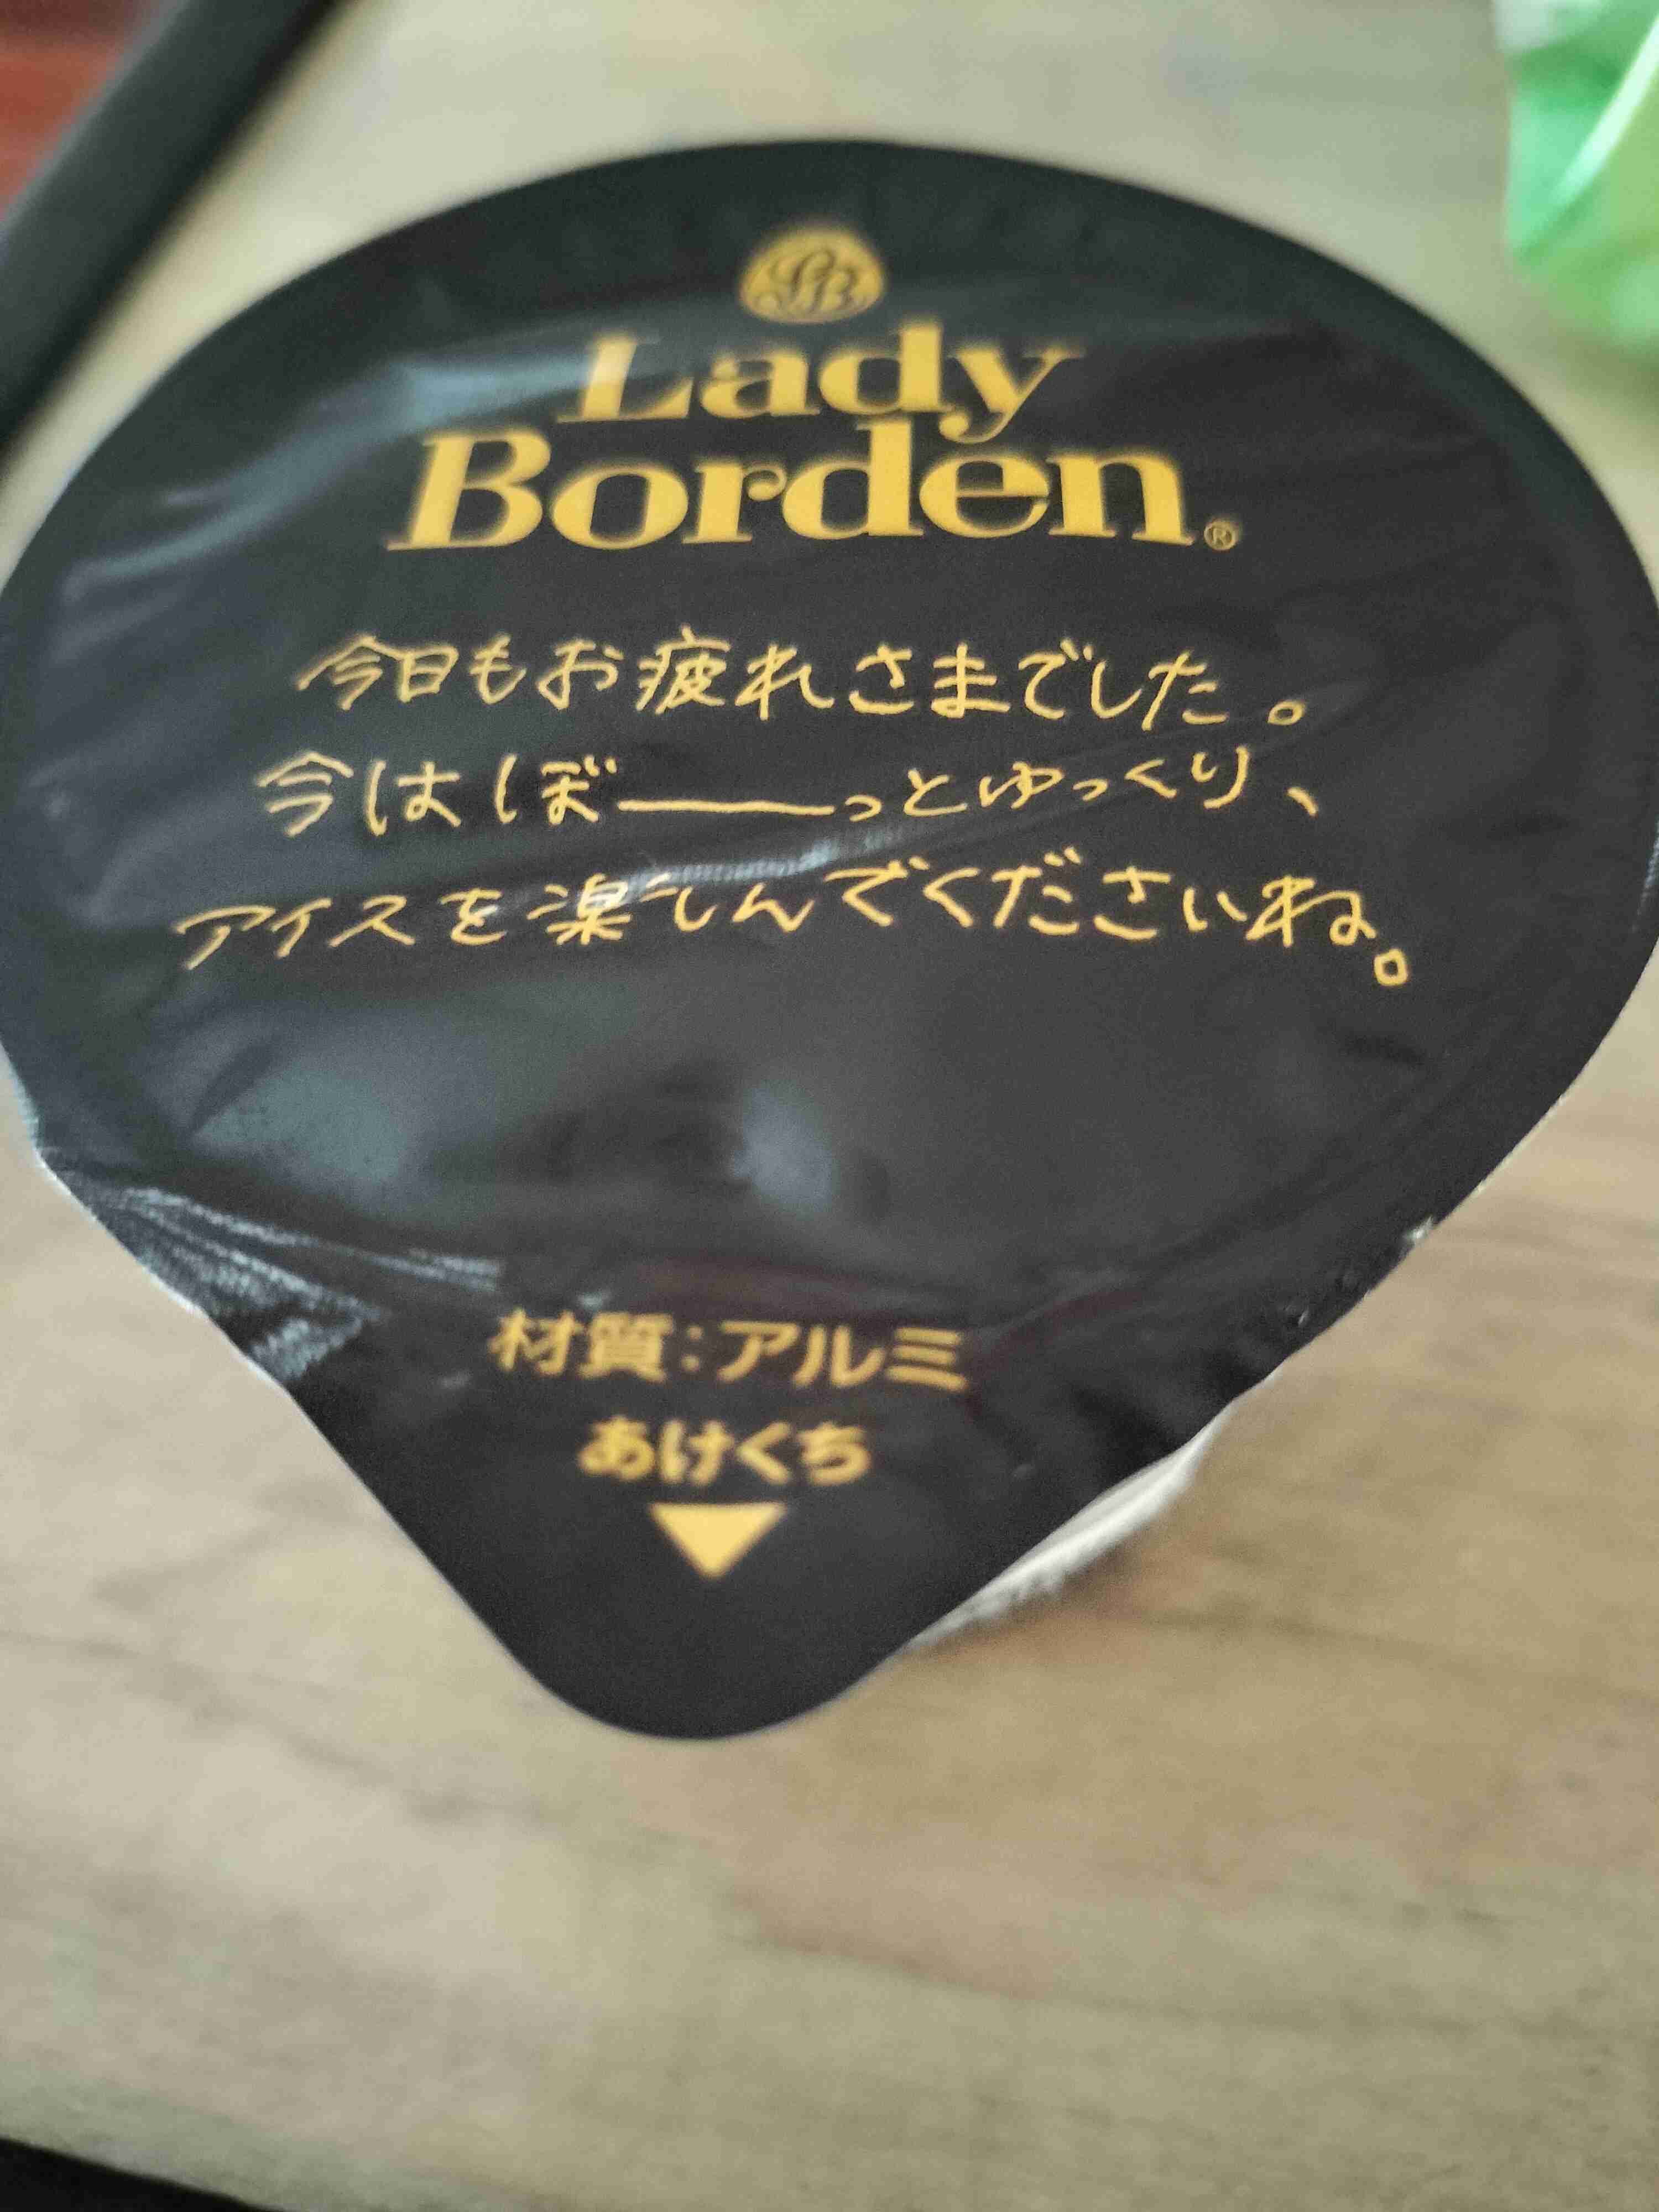 LB
Lady
Borden®
今日もお疲れさまでした。
今はぼ―――っとゆっくり、
アイスを楽しんでくださいね。
材質:アルミ
あけくち